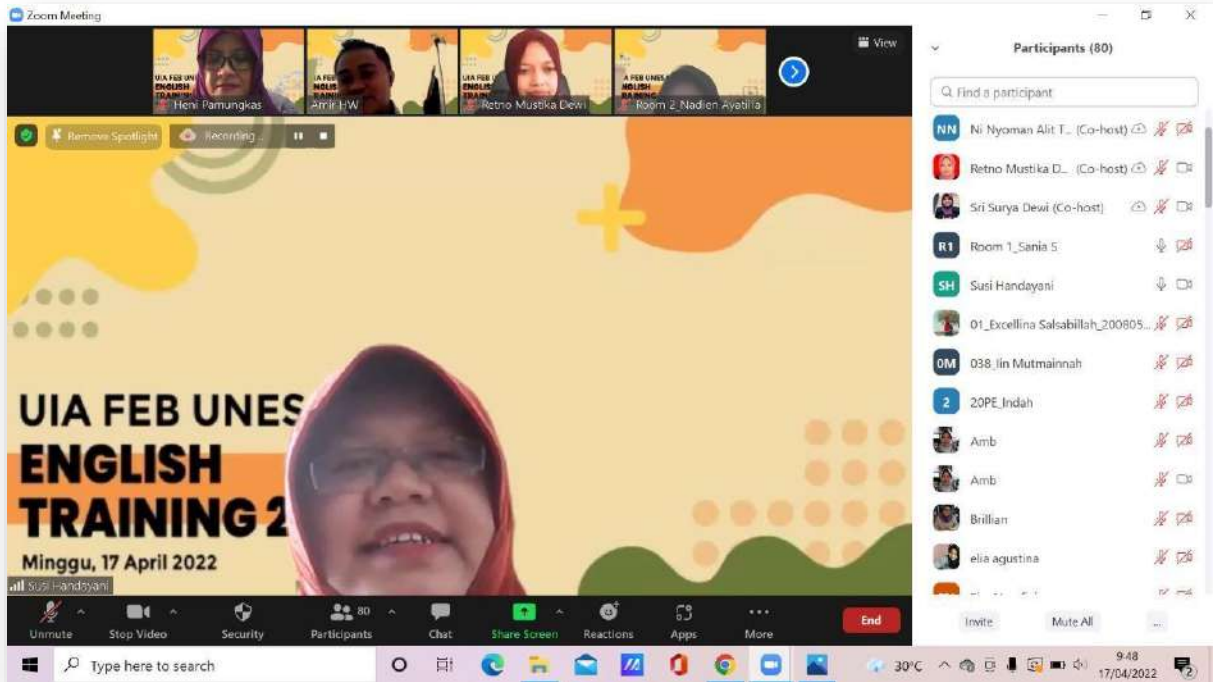 Zoom Meeting
View
Heni Pamungkas
Amir HW
Retno Mustika Dewi
Room 2_Nadien Ayatilla
Remove Spotlight
Recording...
UIA FEB UNES
ENGLISH
TRAINING 2
Minggu, 17 April 2022
Susi Handayani
Participants (80)
Find a participant
NN Ni Nyoman Alit T... (Co-host)
Retno Mustika D... (Co-host)
Sri Surya Dewi (Co-host)
R1 Room 1_Sania S
SH Susi Handayani
01_Excellina Salsabillah_200805...
0M 038_Iin Mutmainnah
2 20PE_Indah
Amb
Amb
Brillian
elia agustina
Invite Mute All ...
Unmute Stop Video Security 80 Participants Chat Share Screen Reactions Apps More End
Type here to search
30°C
9:48
17/04/2022
2